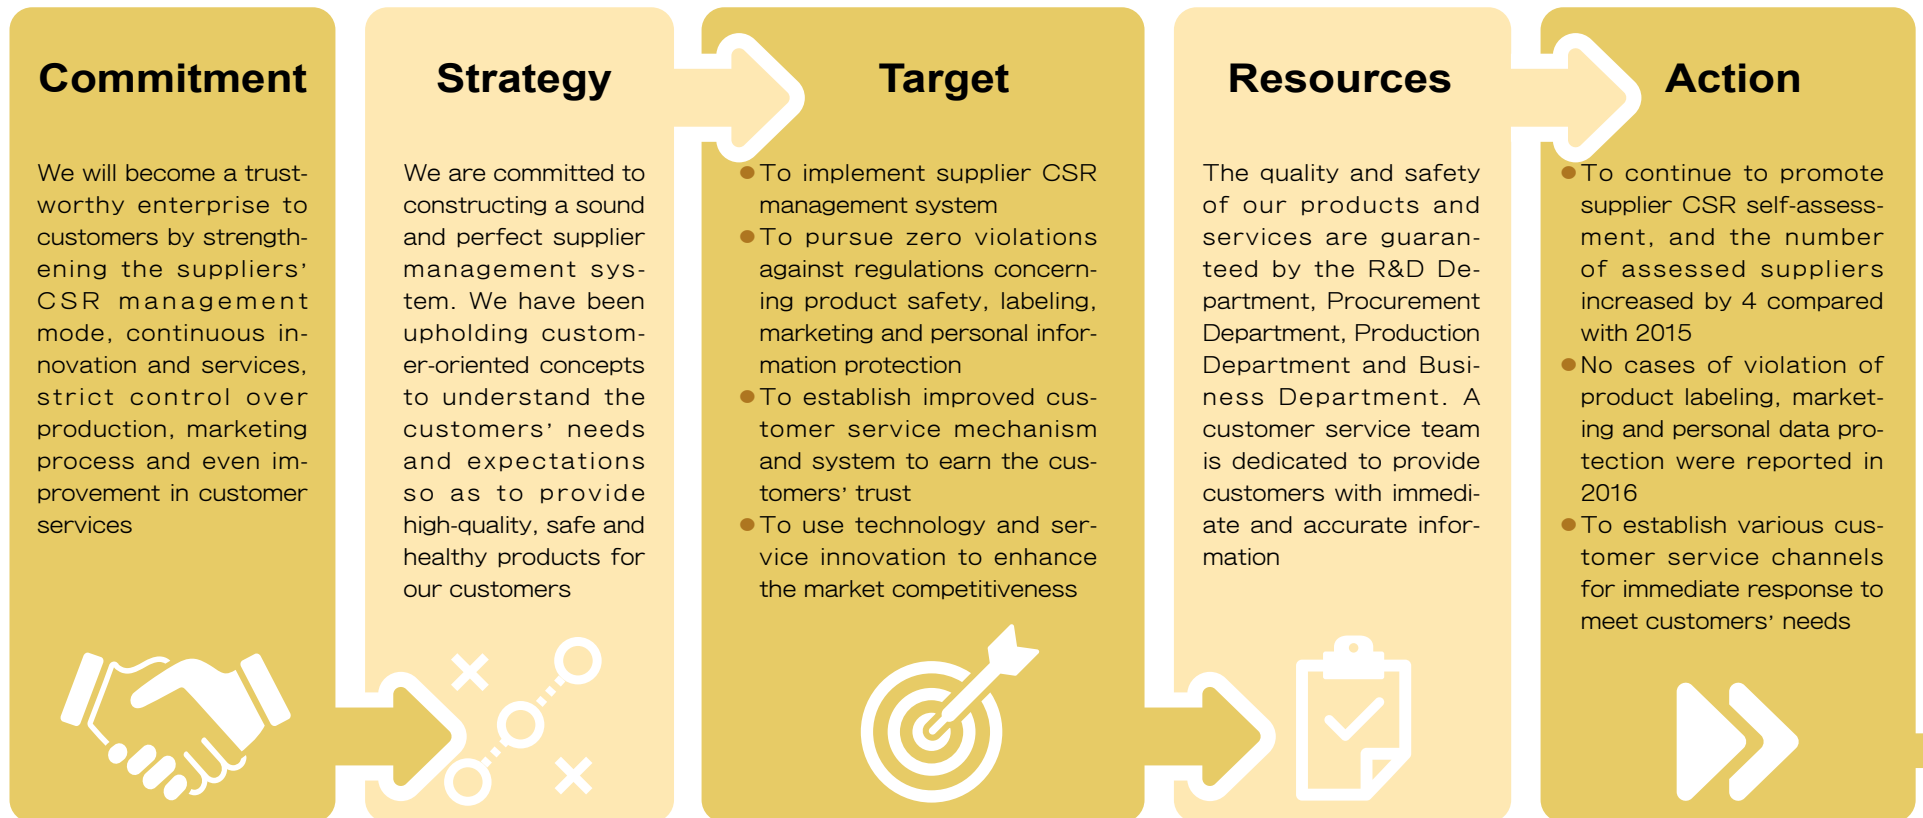 Commitment
We will become a trust-
worthy enterprise to
customers by strength-
ening the suppliers’
CSR management
mode, continuous in-
novation and services,
strict control over
production, marketing
process and even im-
provement in customer
services
Strategy
We are committed to
constructing a sound
and perfect supplier
management sys-
tem. We have been
upholding custom-
er-oriented concepts
to understand the
customers’ needs
and expectations
so as to provide
high-quality, safe and
healthy products for
our customers
Target
●To implement supplier CSR
management system
●To pursue zero violations
against regulations concern-
ing product safety, labeling,
marketing and personal infor-
mation protection
●To establish improved cus-
tomer service mechanism
and system to earn the cus-
tomers’ trust
●To use technology and ser-
vice innovation to enhance
the market competitiveness
Resources
The quality and safety
of our products and
services are guaran-
teed by the R&D De-
partment, Procurement
Department, Production
Department and Busi-
ness Department. A
customer service team
is dedicated to provide
customers with immedi-
ate and accurate infor-
mation
Action
●To continue to promote
supplier CSR self-assess-
ment, and the number
of assessed suppliers
increased by 4 compared
with 2015
●No cases of violation of
product labeling, market-
ing and personal data pro-
tection were reported in
2016
●To establish various cus-
tomer service channels
for immediate response to
meet customers’ needs